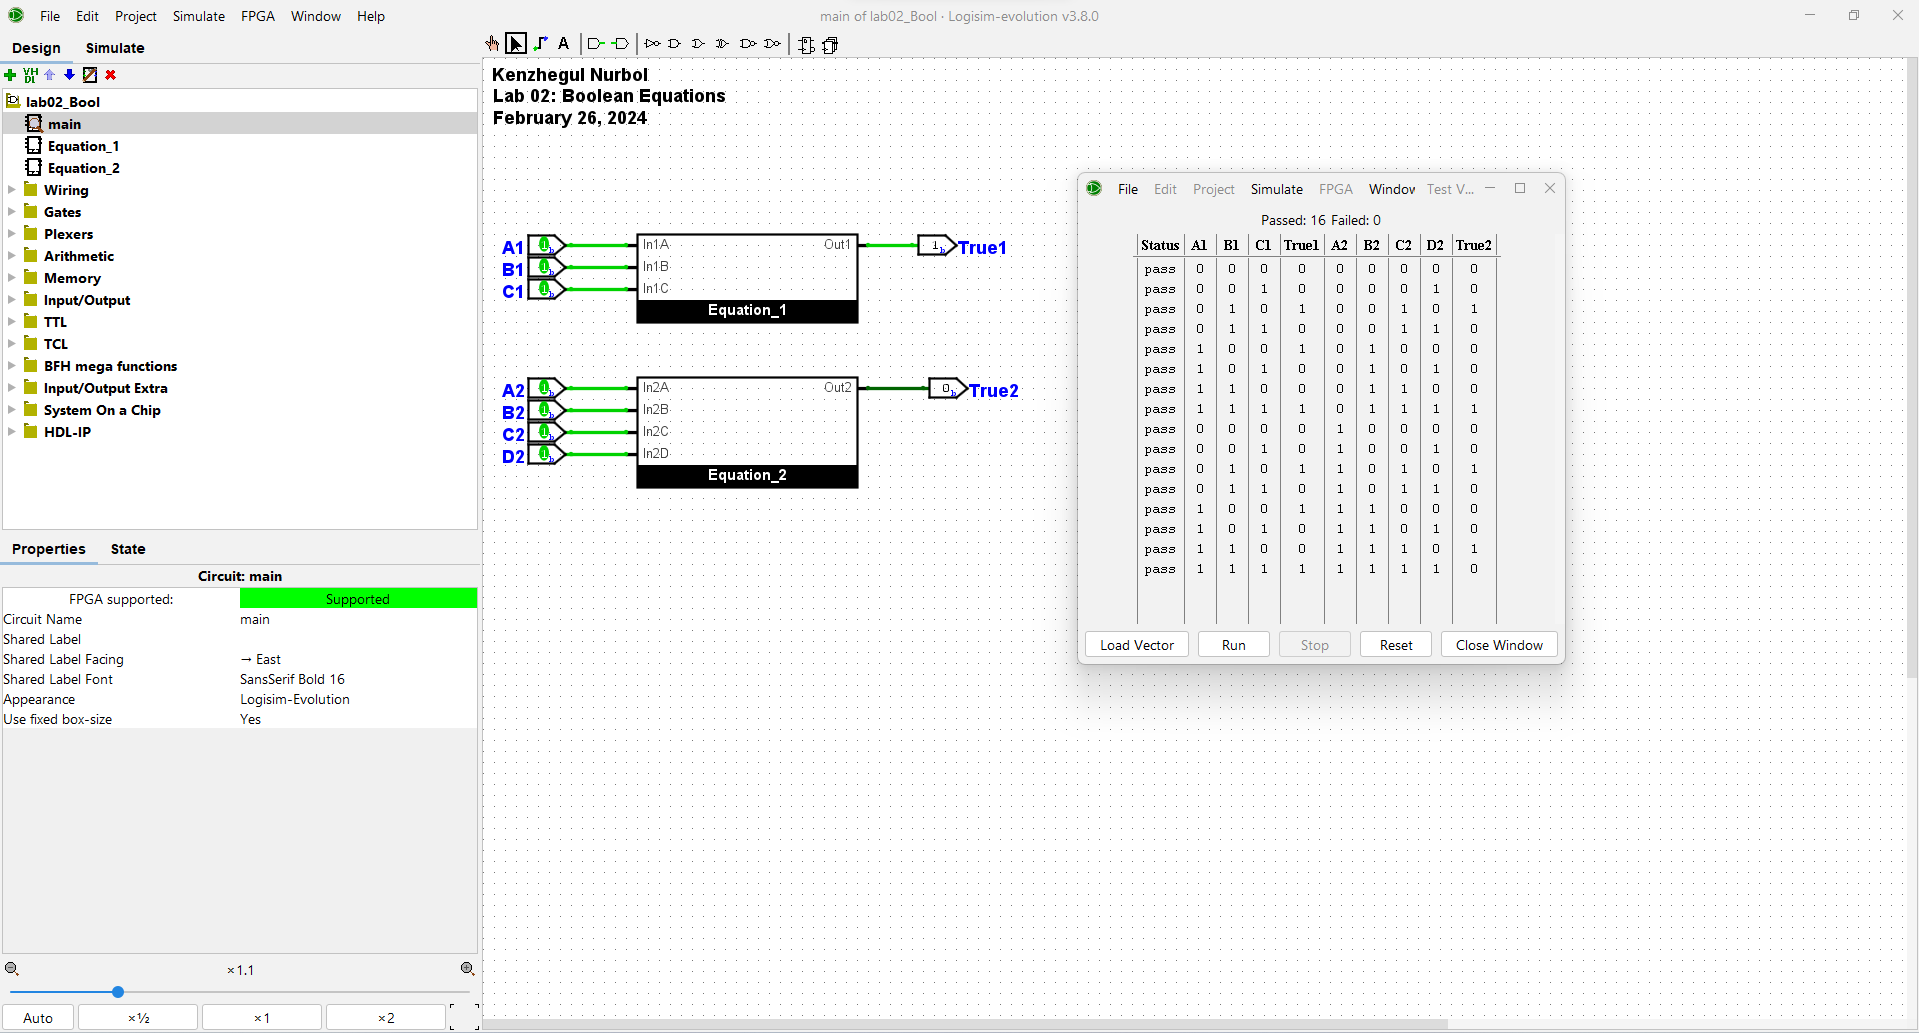 File Edit Project Simulate FPGA Window Help
main of lab02_Bool · Logisim-evolution v3.8.0
Design Simulate
VHDL
lab02_Bool
main
Equation_1
Equation_2
Wiring
Gates
Plexers
Arithmetic
Memory
Input/Output
TTL
TCL
BFH mega functions
Input/Output Extra
System On a Chip
HDL-IP
Properties State
Circuit: main
FPGA supported: Supported
Circuit Name main
Shared Label
Shared Label Facing → East
Shared Label Font SansSerif Bold 16
Appearance Logisim-Evolution
Use fixed box-size Yes
×1.1
Auto ×½ ×1 ×2
A
Kenzhegul Nurbol
Lab 02: Boolean Equations
February 26, 2024
A1 1b In1A Out1 1b True1
B1 1b In1B
C1 1b In1C
Equation_1
A2 1b In2A Out2 0b True2
B2 1b In2B
C2 1b In2C
D2 1b In2D
Equation_2
File Edit Project Simulate FPGA Window Test V...
Passed: 16 Failed: 0
Status A1 B1 C1 True1 A2 B2 C2 D2 True2
pass 0 0 0 0 0 0 0 0 0
pass 0 0 1 0 0 0 0 1 0
pass 0 1 0 1 0 0 1 0 1
pass 0 1 1 0 0 0 1 1 0
pass 1 0 0 1 0 1 0 0 0
pass 1 0 1 0 0 1 0 1 0
pass 1 1 0 0 0 1 1 0 0
pass 1 1 1 1 0 1 1 1 1
pass 0 0 0 0 1 0 0 0 0
pass 0 0 1 0 1 0 0 1 0
pass 0 1 0 1 1 0 1 0 1
pass 0 1 1 0 1 0 1 1 0
pass 1 0 0 1 1 1 0 0 0
pass 1 0 1 0 1 1 0 1 0
pass 1 1 0 0 1 1 1 0 1
pass 1 1 1 1 1 1 1 1 0
Load Vector Run Stop Reset Close Window